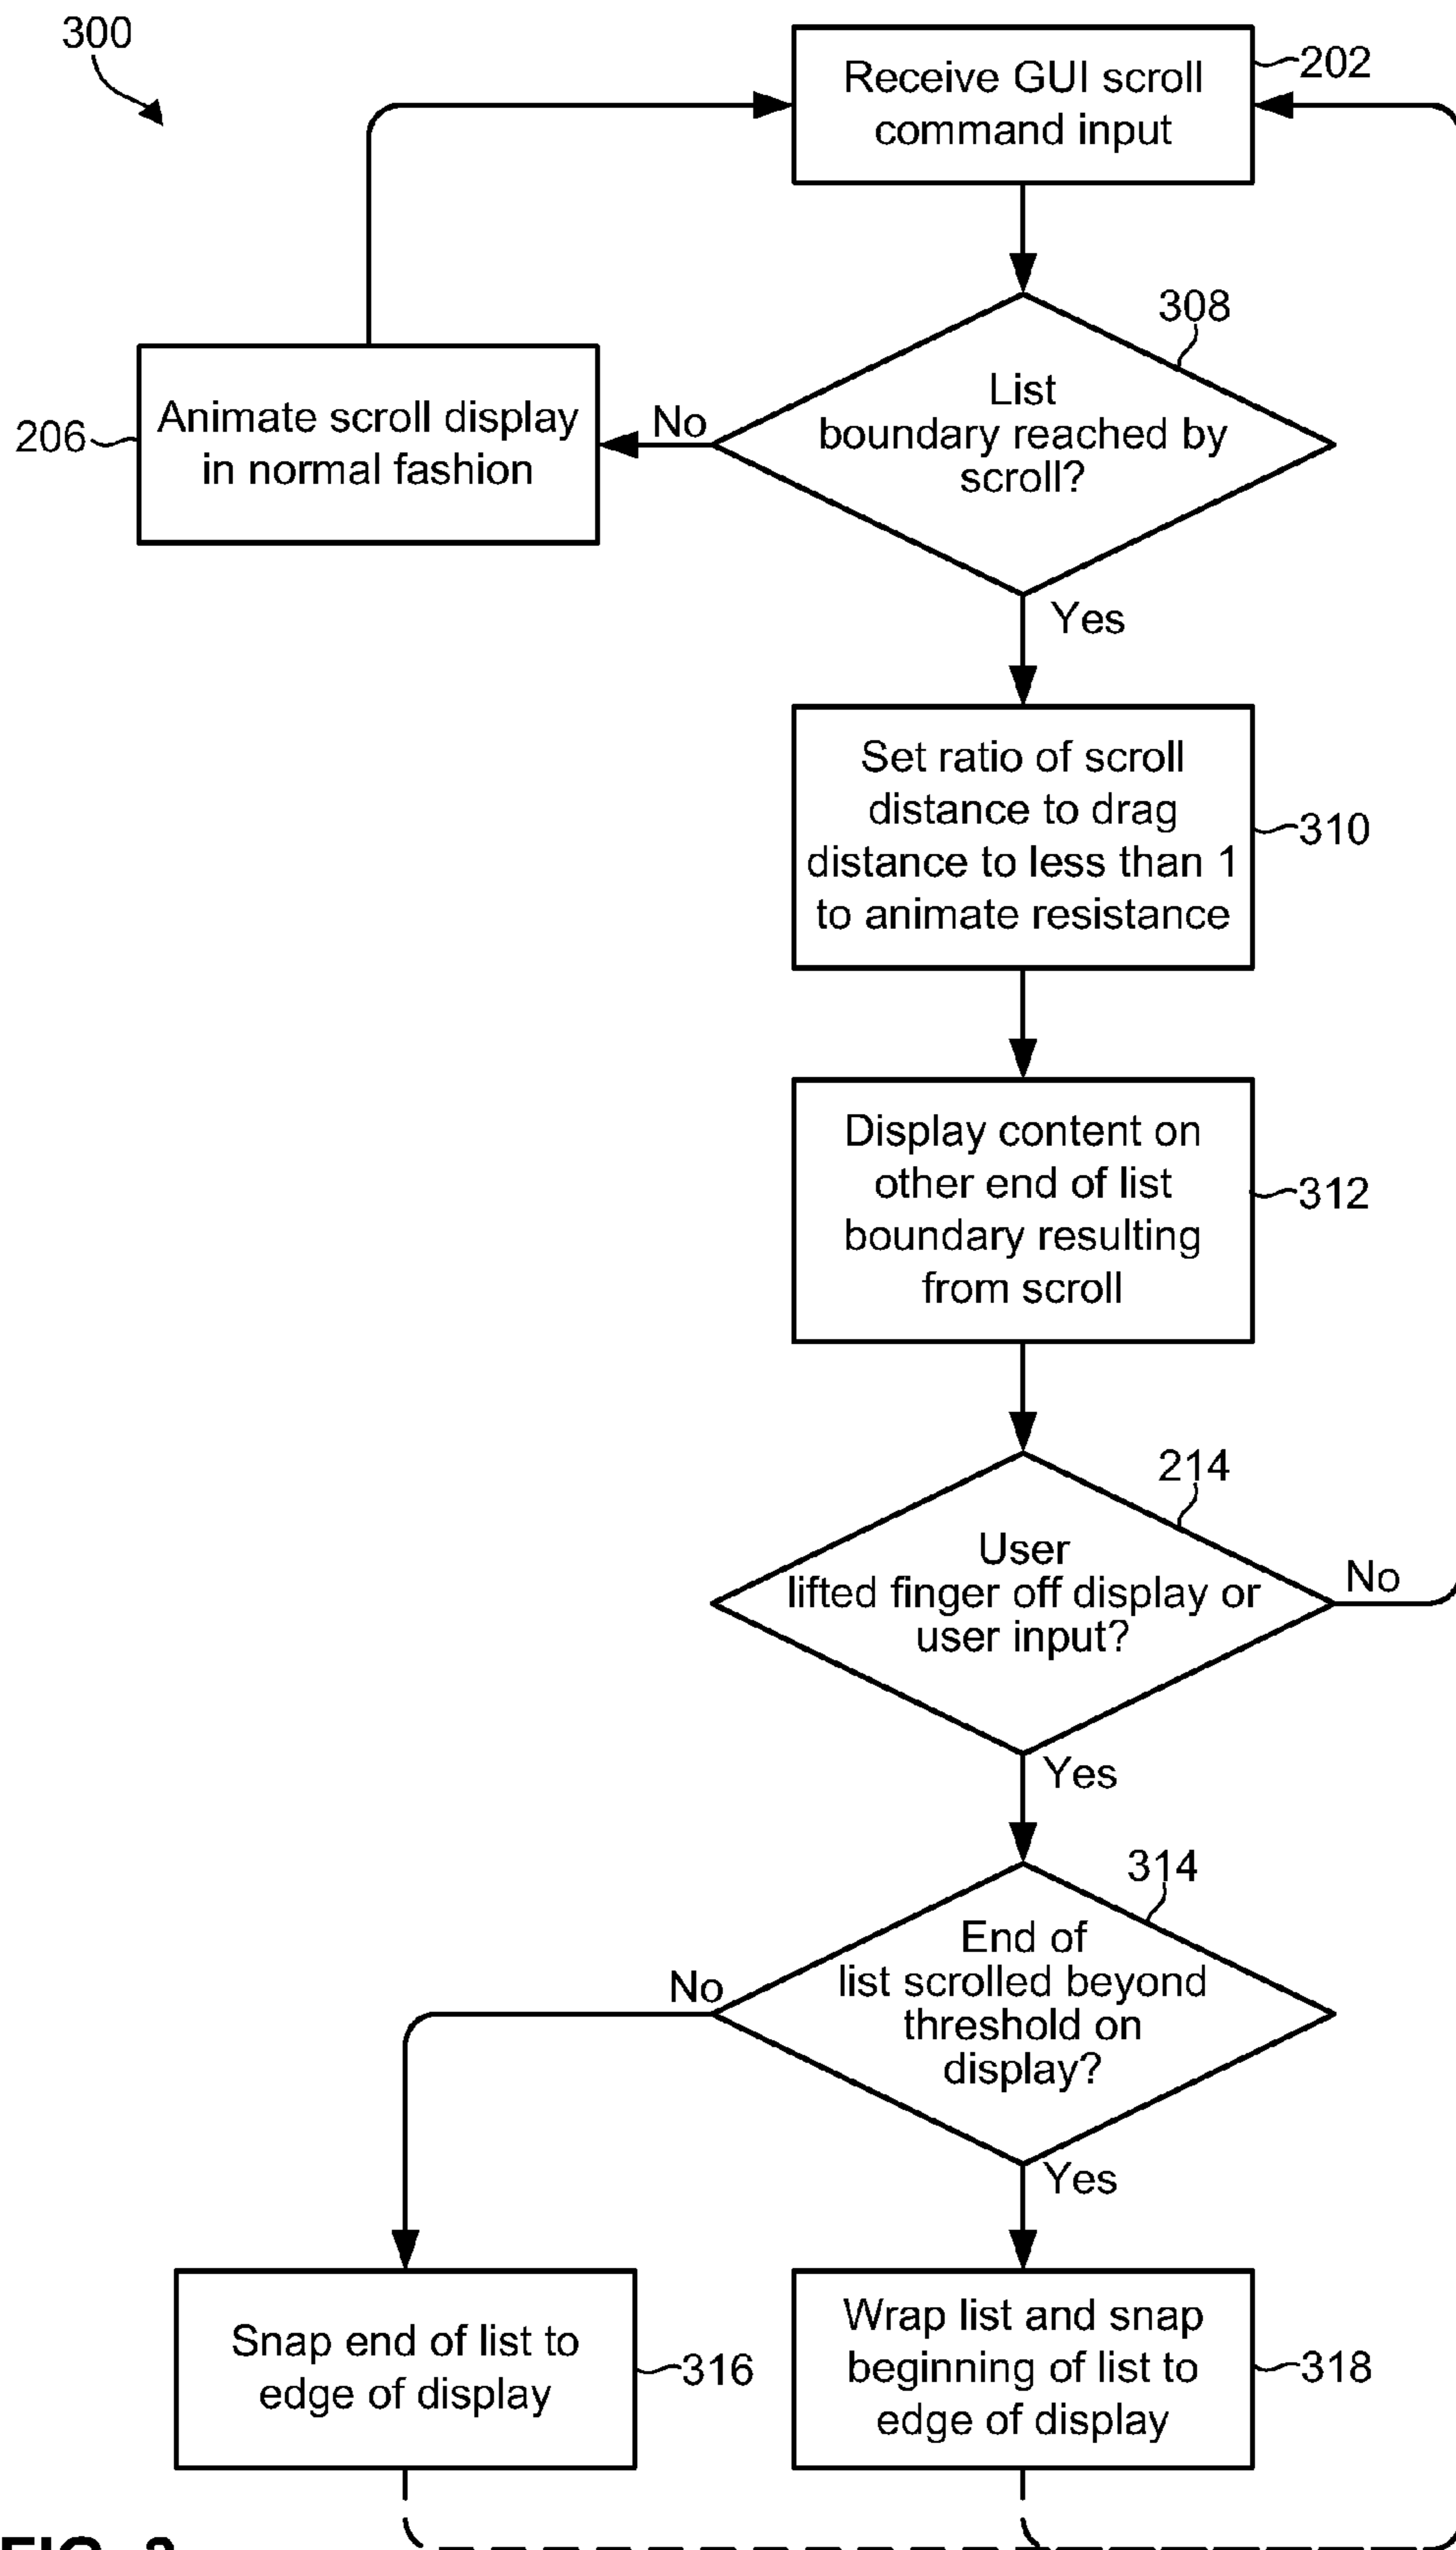 300
Receive GUI scroll
command input
202
308
List
boundary reached by
scroll?
No
Animate scroll display
in normal fashion
206
Yes
Set ratio of scroll
distance to drag
distance to less than 1
to animate resistance
310
Display content on
other end of list
boundary resulting
from scroll
312
214
User
lifted finger off display or
user input?
No
Yes
314
End of
list scrolled beyond
threshold on
display?
No
Yes
Snap end of list to
edge of display
316
Wrap list and snap
beginning of list to
edge of display
318